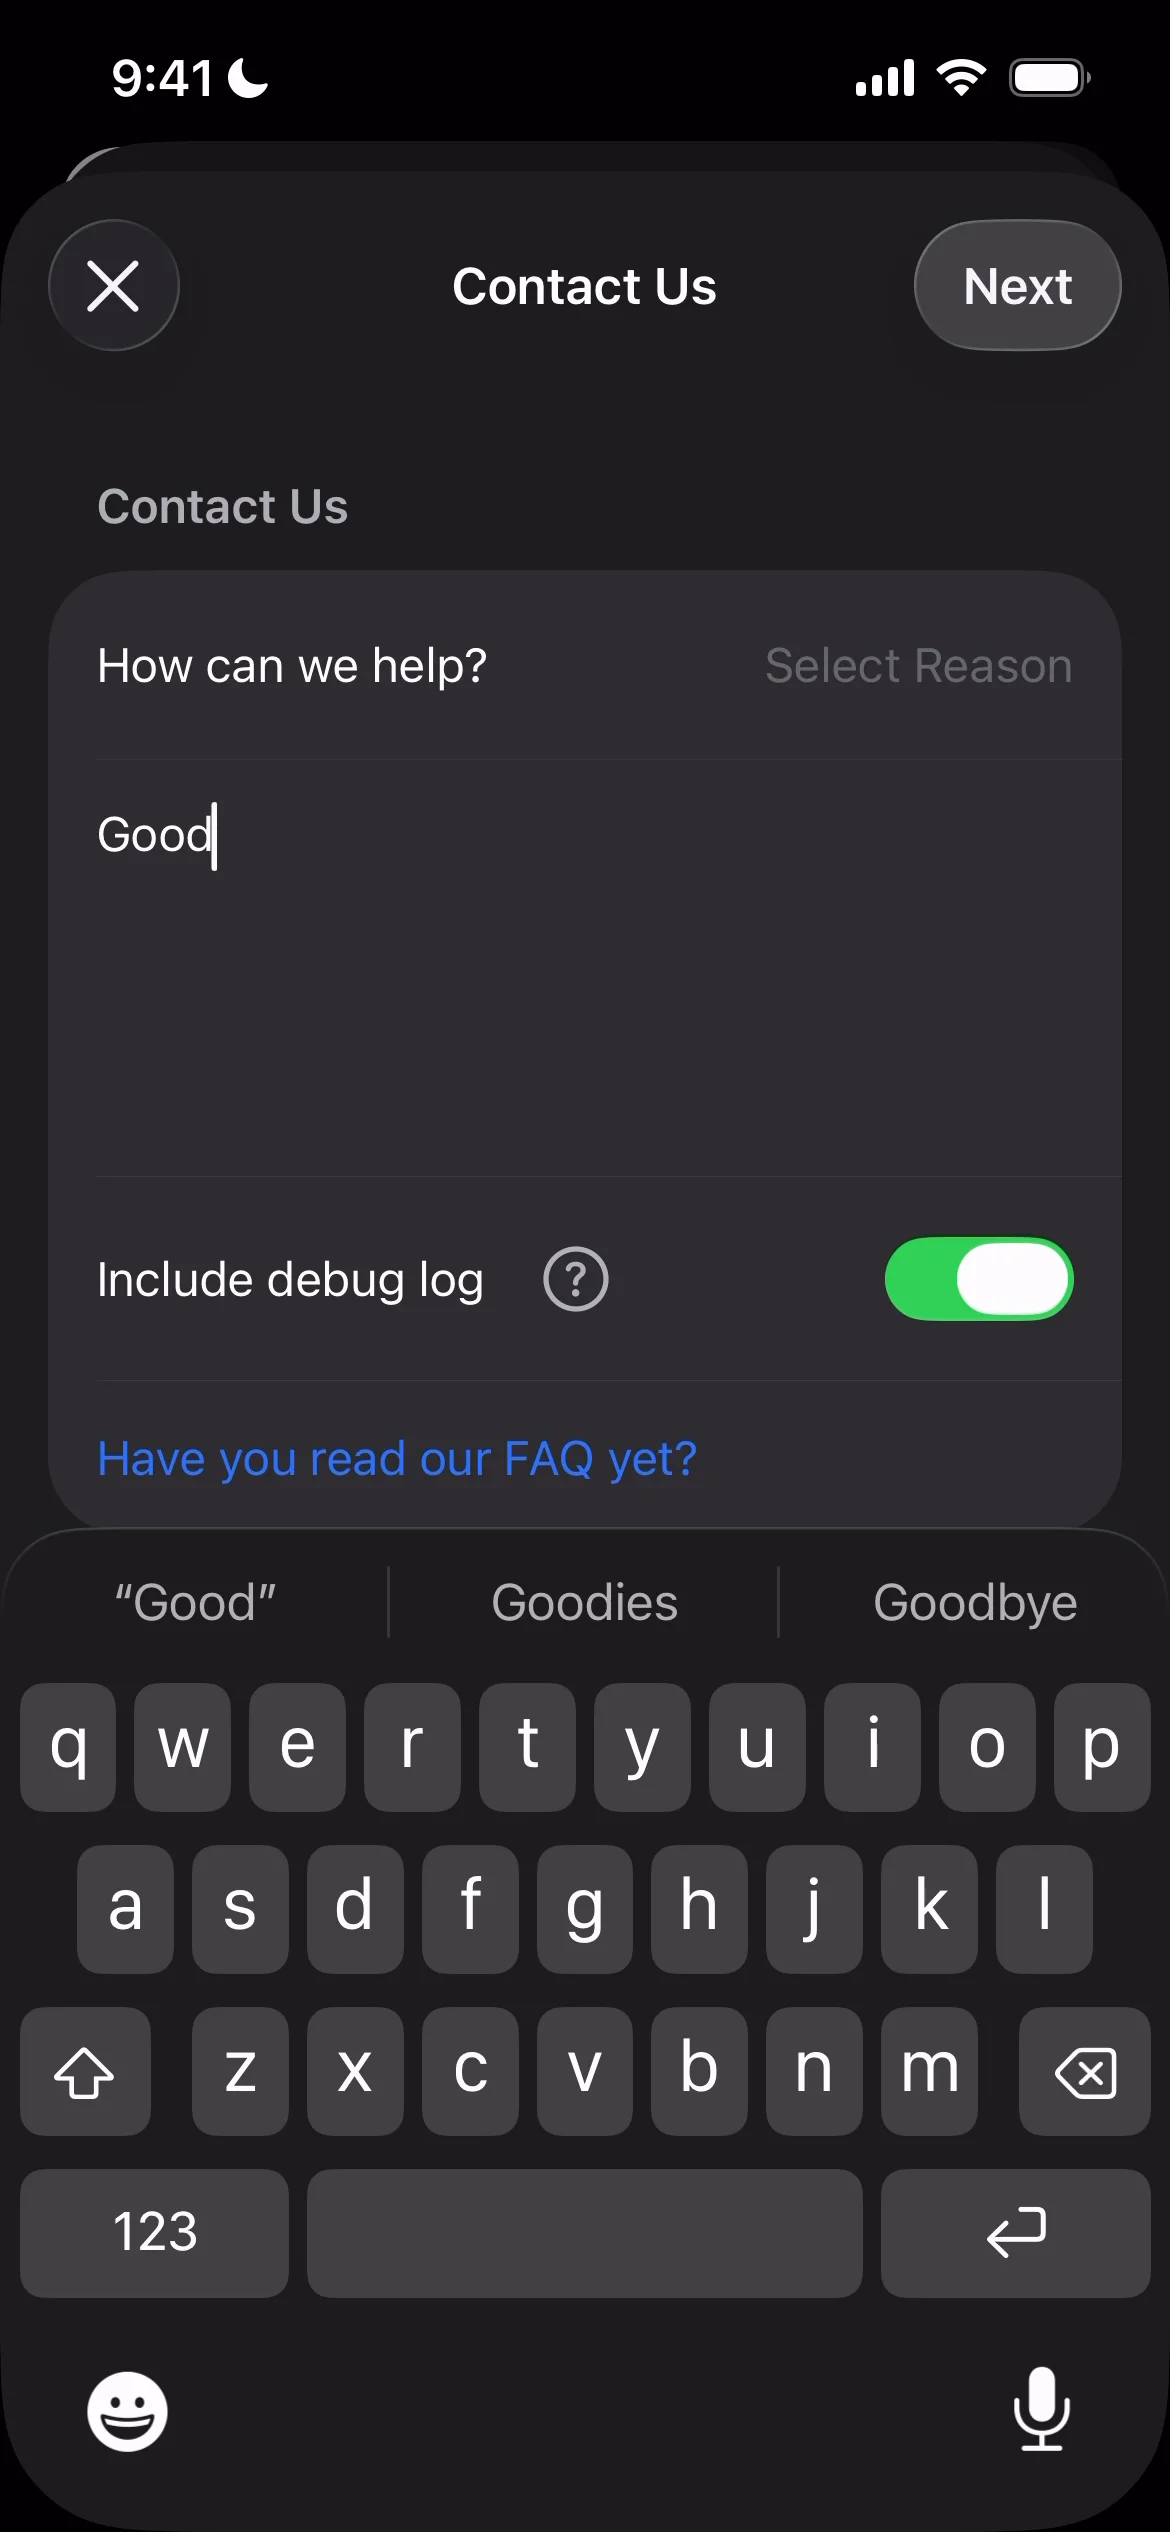 9:41
Contact Us
Next
Contact Us
How can we help?
Select Reason
Good
Include debug log
?
Have you read our FAQ yet?
“Good”
Goodies
Goodbye
q w e r t y u i o p
a s d f g h j k l
z x c v b n m
123